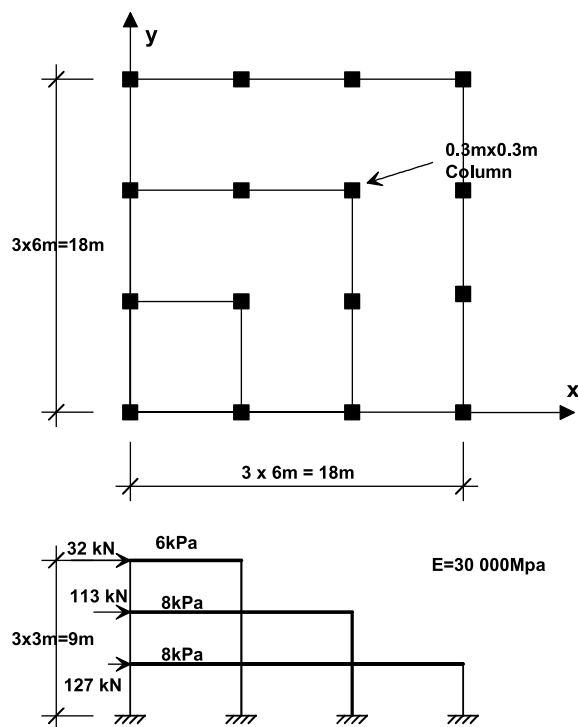 y
0.3mx0.3m
Column
3x6m=18m
x
3 x 6m = 18m
32 kN
6kPa
E=30 000Mpa
113 kN
8kPa
3x3m=9m
8kPa
127 kN